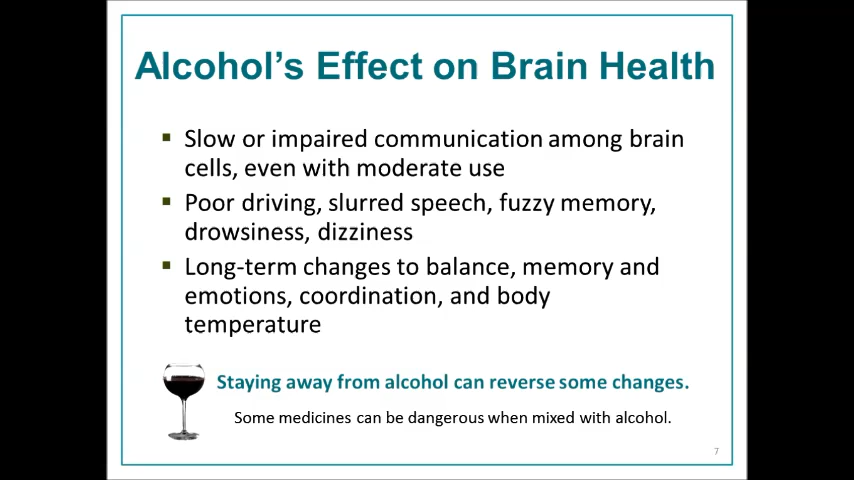 Alcohol's Effect on Brain Health
▪ Slow or impaired communication among brain
cells, even with moderate use
▪ Poor driving, slurred speech, fuzzy memory,
drowsiness, dizziness
▪ Long-term changes to balance, memory and
emotions, coordination, and body
temperature
Staying away from alcohol can reverse some changes.
Some medicines can be dangerous when mixed with alcohol.
7